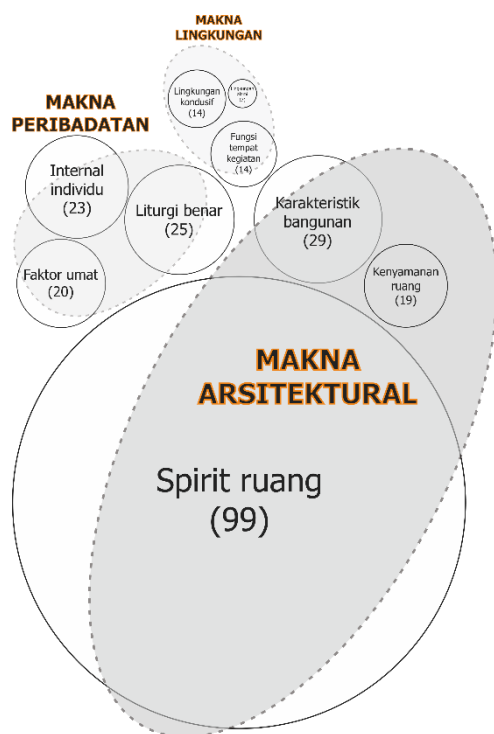 MAKNA
LINGKUNGAN
Lingkungan
kondusif
(14)
Fungsi
tempat
kegiatan
(14)
MAKNA
PERIBADATAN
Internal
individu
(23)
Liturgi benar
(25)
Faktor umat
(20)
Karakteristik
bangunan
(29)
Kenyamanan
ruang
(19)
MAKNA
ARSITEKTURAL
Spirit ruang
(99)